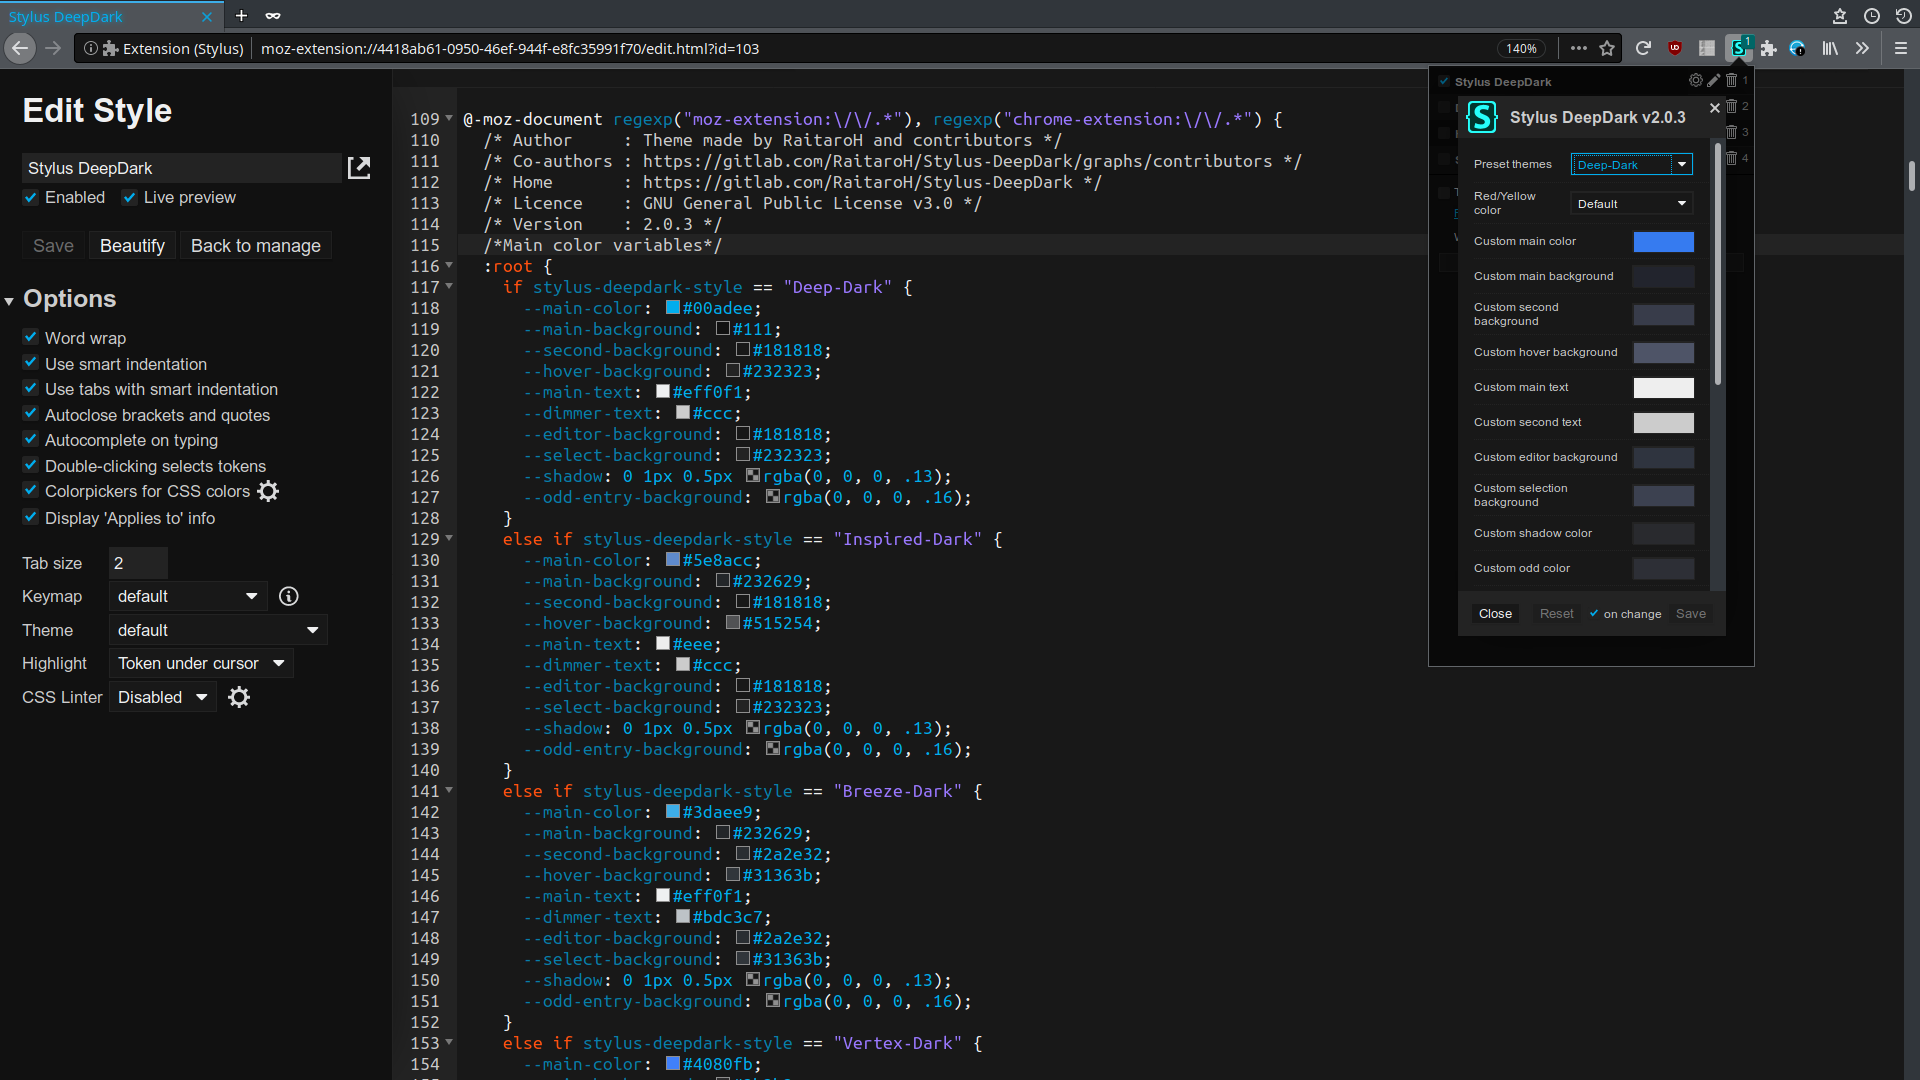 Stylus DeepDark
Extension (Stylus)
moz-extension://4418ab61-0950-46ef-944f-e8fc35991f70/edit.html?id=103
140%
1
Edit Style
Stylus DeepDark
Enabled
Live preview
Save
Beautify
Back to manage
Options
Word wrap
Use smart indentation
Use tabs with smart indentation
Autoclose brackets and quotes
Autocomplete on typing
Double-clicking selects tokens
Colorpickers for CSS colors
Display 'Applies to' info
Tab size 2
Keymap default
Theme default
Highlight Token under cursor
CSS Linter Disabled
109 @-moz-document regexp("moz-extension:\/\/.*"), regexp("chrome-extension:\/\/.*") {
110 /* Author : Theme made by RaitaroH and contributors */
111 /* Co-authors : https://gitlab.com/RaitaroH/Stylus-DeepDark/graphs/contributors */
112 /* Home : https://gitlab.com/RaitaroH/Stylus-DeepDark */
113 /* Licence : GNU General Public License v3.0 */
114 /* Version : 2.0.3 */
115 /*Main color variables*/
116 :root {
117 if stylus-deepdark-style == "Deep-Dark" {
118 --main-color: #00adee;
119 --main-background: #111;
120 --second-background: #181818;
121 --hover-background: #232323;
122 --main-text: #eff0f1;
123 --dimmer-text: #ccc;
124 --editor-background: #181818;
125 --select-background: #232323;
126 --shadow: 0 1px 0.5px rgba(0, 0, 0, .13);
127 --odd-entry-background: rgba(0, 0, 0, .16);
128 }
129 else if stylus-deepdark-style == "Inspired-Dark" {
130 --main-color: #5e8acc;
131 --main-background: #232629;
132 --second-background: #181818;
133 --hover-background: #515254;
134 --main-text: #eee;
135 --dimmer-text: #ccc;
136 --editor-background: #181818;
137 --select-background: #232323;
138 --shadow: 0 1px 0.5px rgba(0, 0, 0, .13);
139 --odd-entry-background: rgba(0, 0, 0, .16);
140 }
141 else if stylus-deepdark-style == "Breeze-Dark" {
142 --main-color: #3daee9;
143 --main-background: #232629;
144 --second-background: #2a2e32;
145 --hover-background: #31363b;
146 --main-text: #eff0f1;
147 --dimmer-text: #bdc3c7;
148 --editor-background: #2a2e32;
149 --select-background: #31363b;
150 --shadow: 0 1px 0.5px rgba(0, 0, 0, .13);
151 --odd-entry-background: rgba(0, 0, 0, .16);
152 }
153 else if stylus-deepdark-style == "Vertex-Dark" {
154 --main-color: #4080fb;
Stylus DeepDark 1
2
3
4
Stylus DeepDark v2.0.3
Preset themes Deep-Dark
Red/Yellow
color
Default
Custom main color
Custom main background
Custom second
background
Custom hover background
Custom main text
Custom second text
Custom editor background
Custom selection
background
Custom shadow color
Custom odd color
Close Reset on change Save